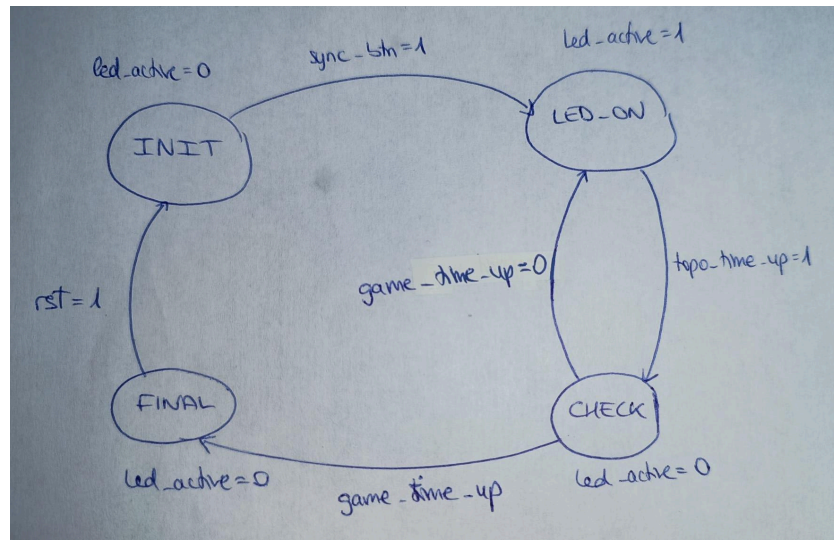 led_active=0
sync_btn=1
led_active=1
INIT
LED_ON
game_time_up=0
topo_time_up=1
rst=1
FINAL
CHECK
led_active=0
led_active=0
game_time_up